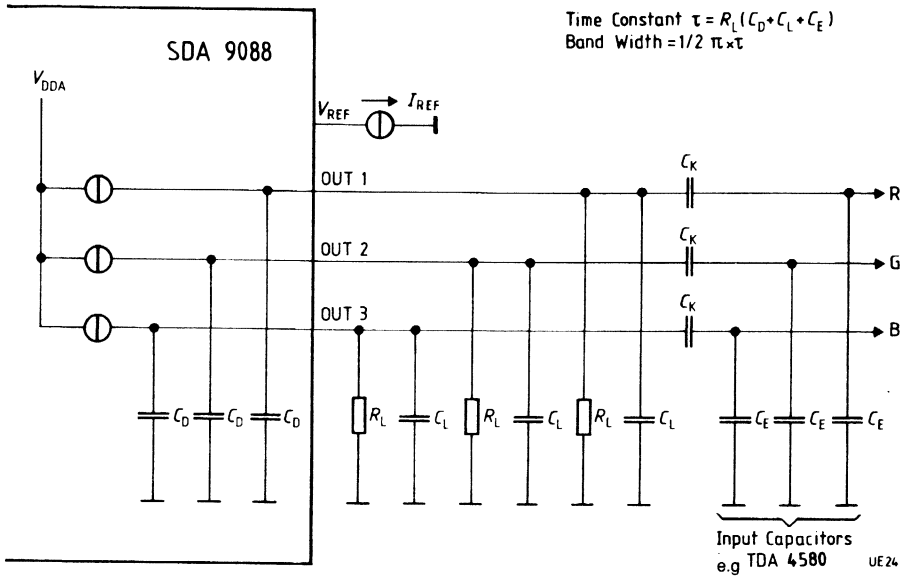 Time Constant τ = R_L (C_D + C_L + C_E)
Band Width = 1/2 π×τ
SDA 9088
V_DDA
V_REF
I_REF
OUT 1
C_K
R
OUT 2
C_K
G
OUT 3
C_K
B
C_D C_D C_D R_L C_L R_L C_L R_L C_L C_E C_E C_E
Input Capacitors
e.g TDA 4580
UE24